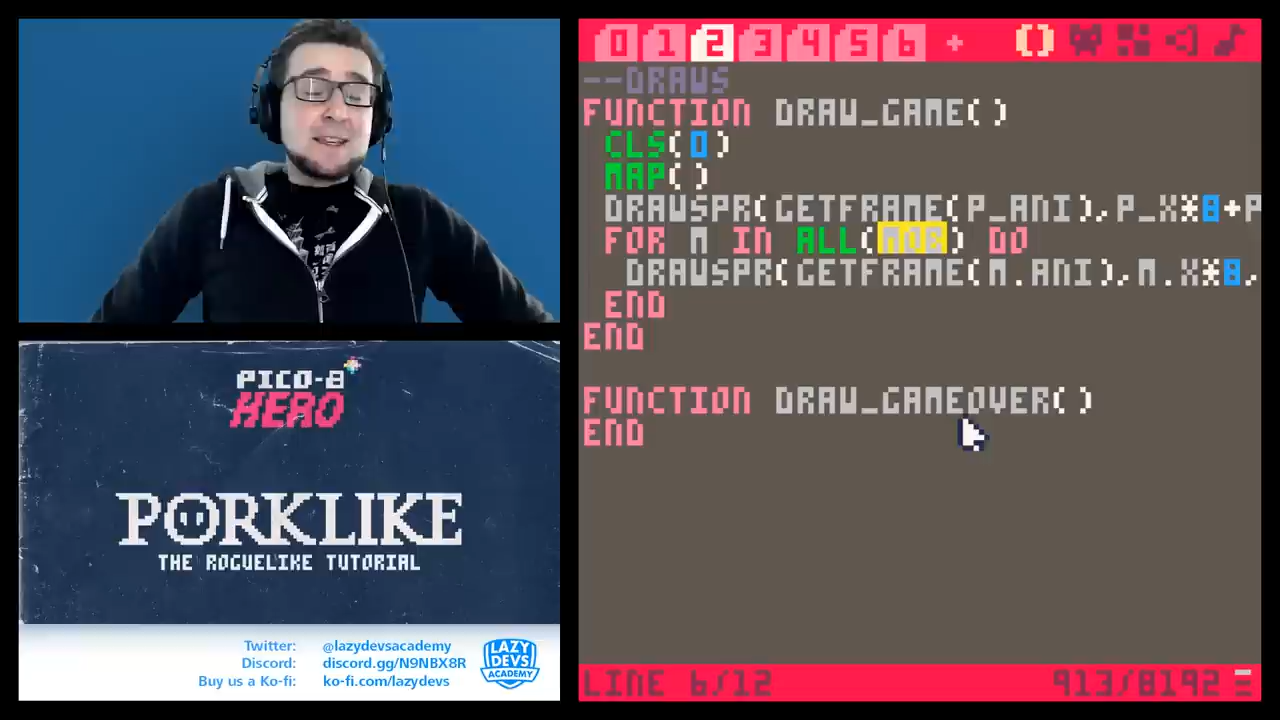 PICO-8
HERO
PORKLIKE
THE ROGUELIKE TUTORIAL
Twitter: @lazydevsacademy
Discord: discord.gg/N9NBX8R
Buy us a Ko-fi: ko-fi.com/lazydevs
LAZY
DEVS
ACADEMY
0 1 2 3 4 5 6 +
--DRAWS
FUNCTION DRAW_GAME()
CLS(0)
MAP()
DRAWSPR(GETFRAME(P_ANI),P_X*8+P
FOR M IN ALL(MOB) DO
DRAWSPR(GETFRAME(M.ANI),M.X*8,
END
END
FUNCTION DRAW_GAMEOVER()
END
LINE 6/12 913/8192